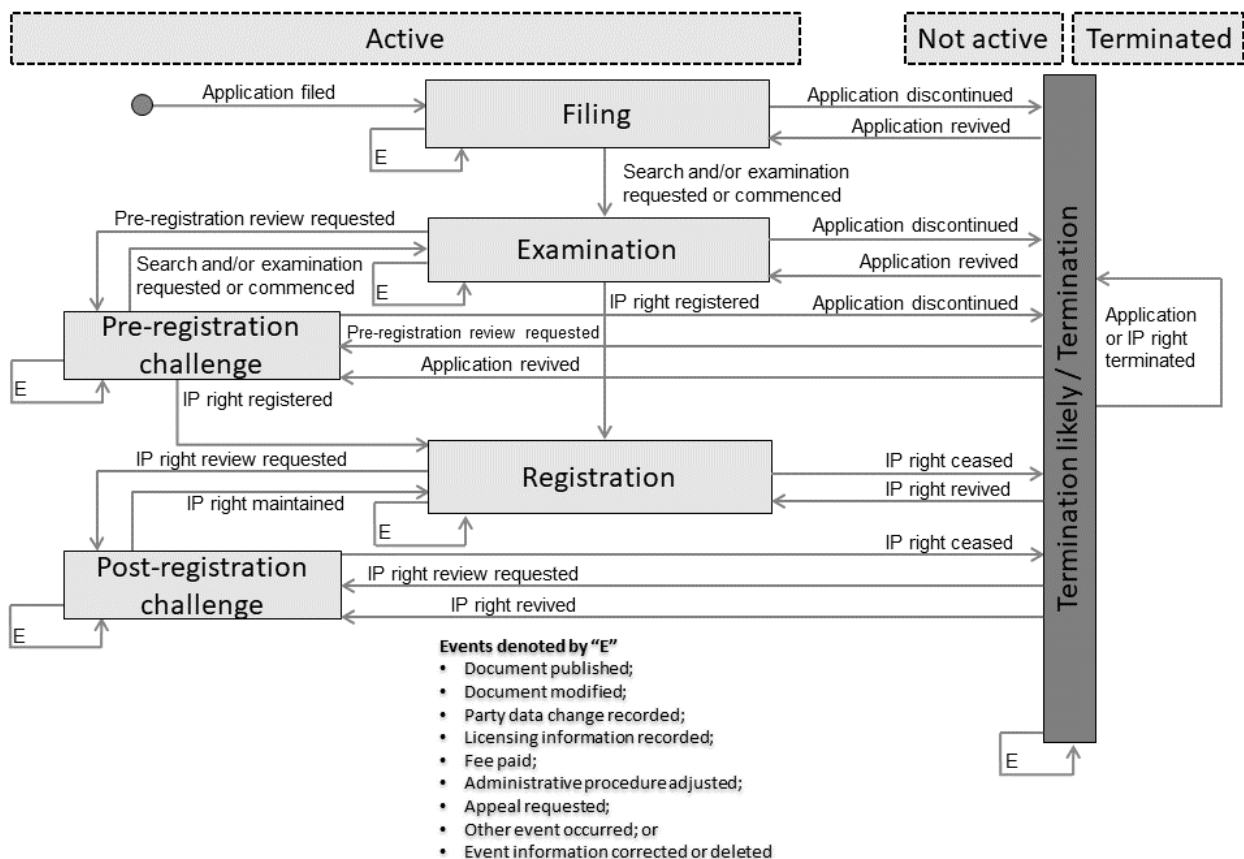 Active
Not active
Terminated
Application filed
Filing
Application discontinued
Application revived
E
Search and/or examination
requested or commenced
Pre-registration review requested
Examination
Application discontinued
Application revived
Search and/or examination
requested or commenced
E
IP right registered
Application discontinued
Pre-registration
challenge
Pre-registration review requested
Application revived
Application
or IP right
terminated
E
IP right registered
Termination likely / Termination
IP right review requested
Registration
IP right ceased
IP right revived
IP right maintained
E
IP right ceased
Post-registration
challenge
IP right review requested
IP right revived
E
Events denoted by “E”
• Document published;
• Document modified;
• Party data change recorded;
• Licensing information recorded;
• Fee paid;
• Administrative procedure adjusted;
• Appeal requested;
• Other event occurred; or
• Event information corrected or deleted
E